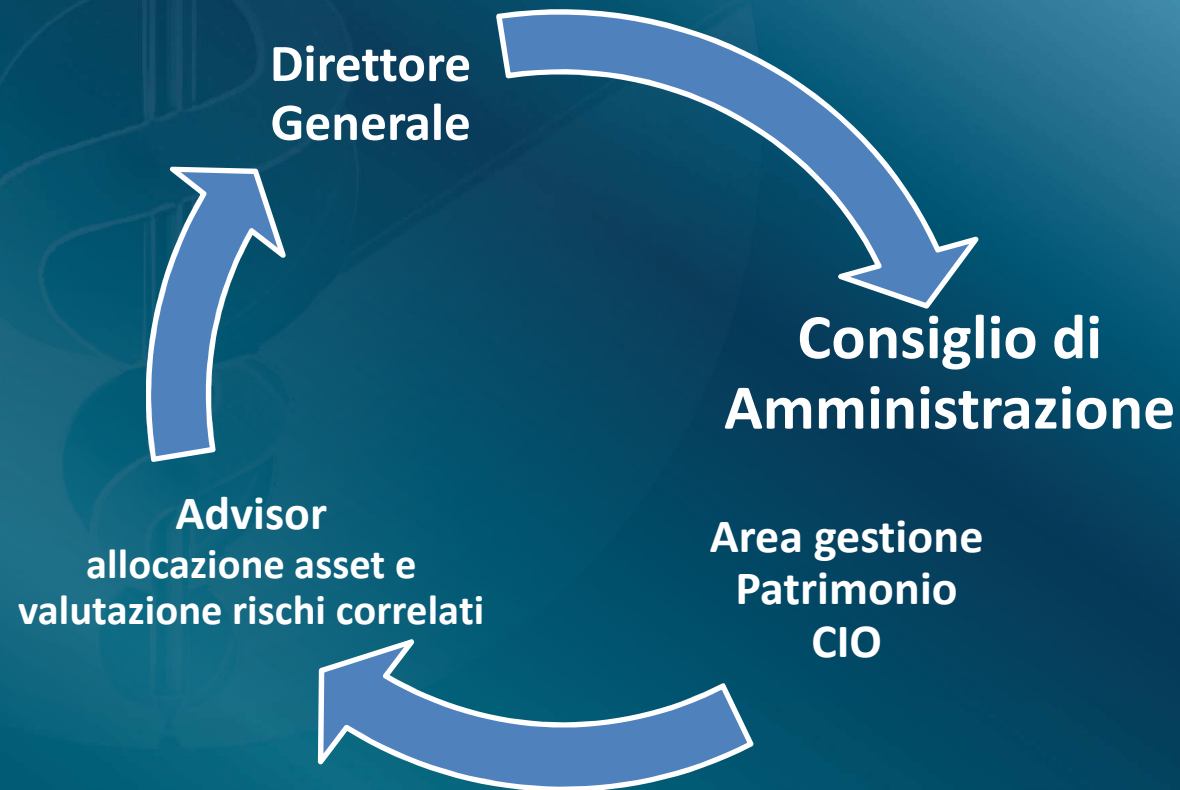 Direttore
Generale
Consiglio di
Amministrazione
Advisor
allocazione asset e
valutazione rischi correlati
Area gestione
Patrimonio
CIO